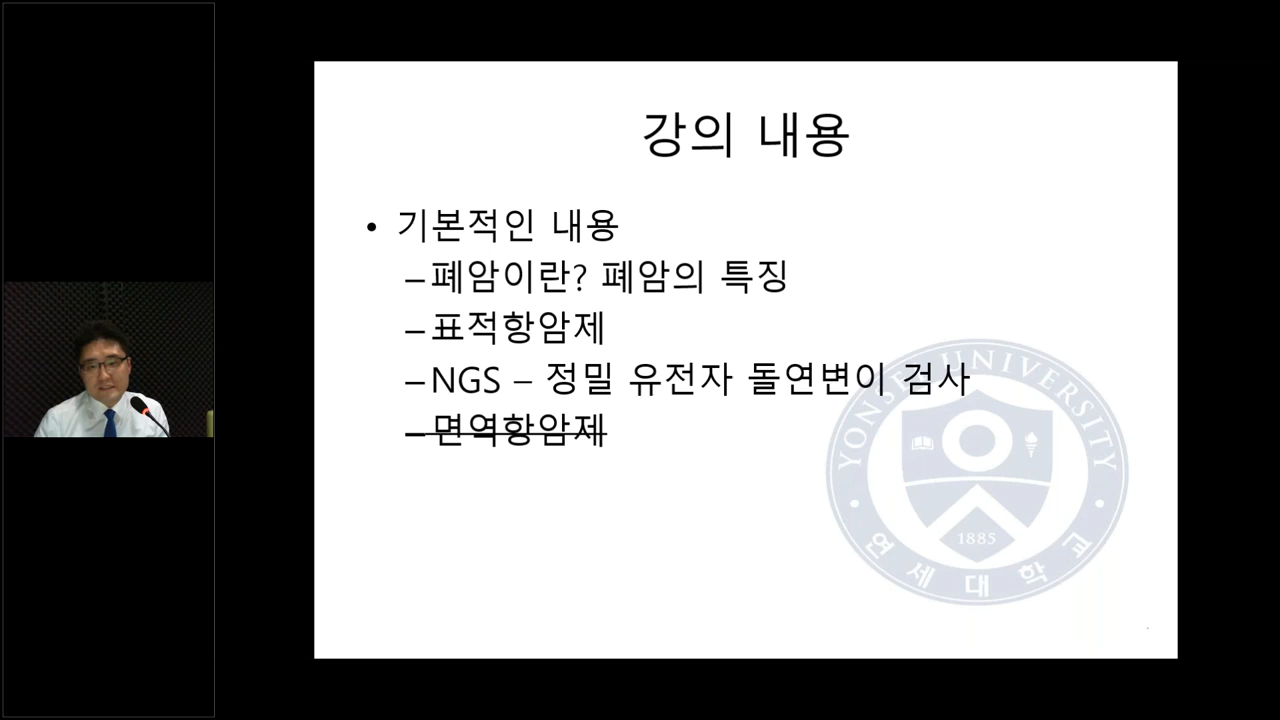 강의 내용
• 기본적인 내용
–폐암이란? 폐암의 특징
–표적항암제
–NGS – 정밀 유전자 돌연변이 검사
–면역항암제
YONSEI UNIVERSITY
1885
연세대학교